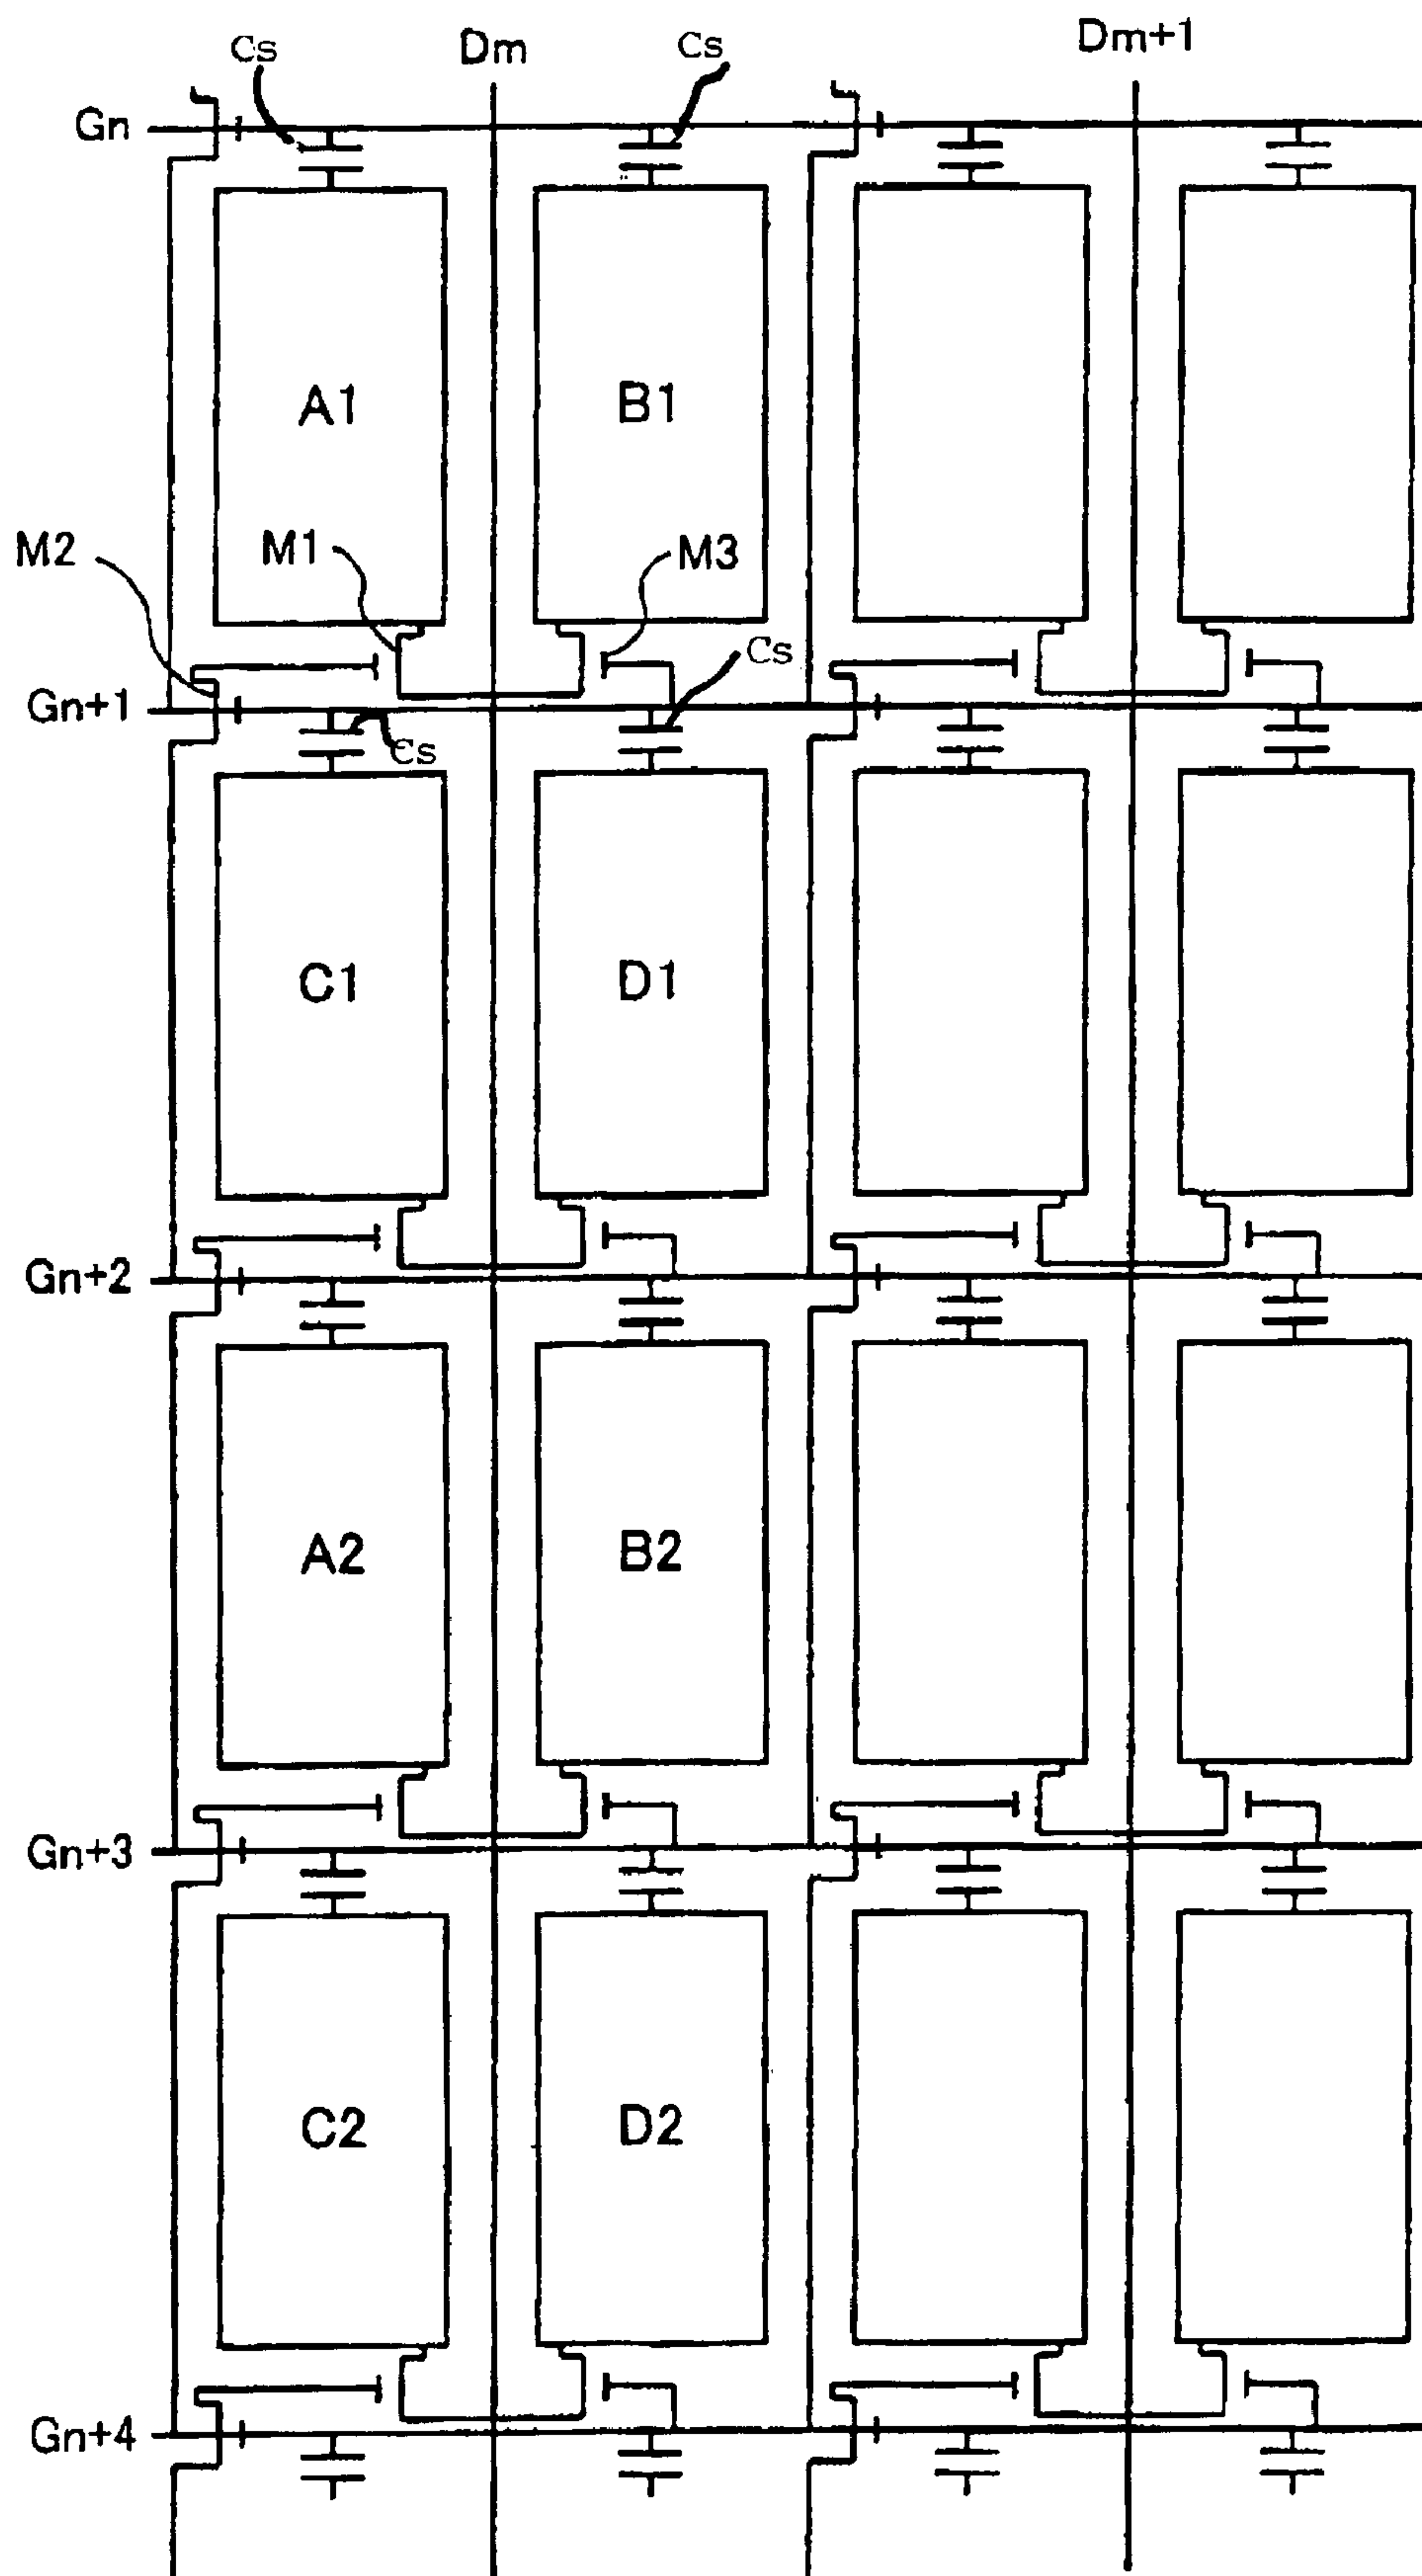 Cs
Dm
Cs
Dm+1
Gn
A1
B1
M2
M1
M3
Cs
Gn+1
Cs
C1
D1
Gn+2
A2
B2
Gn+3
C2
D2
Gn+4